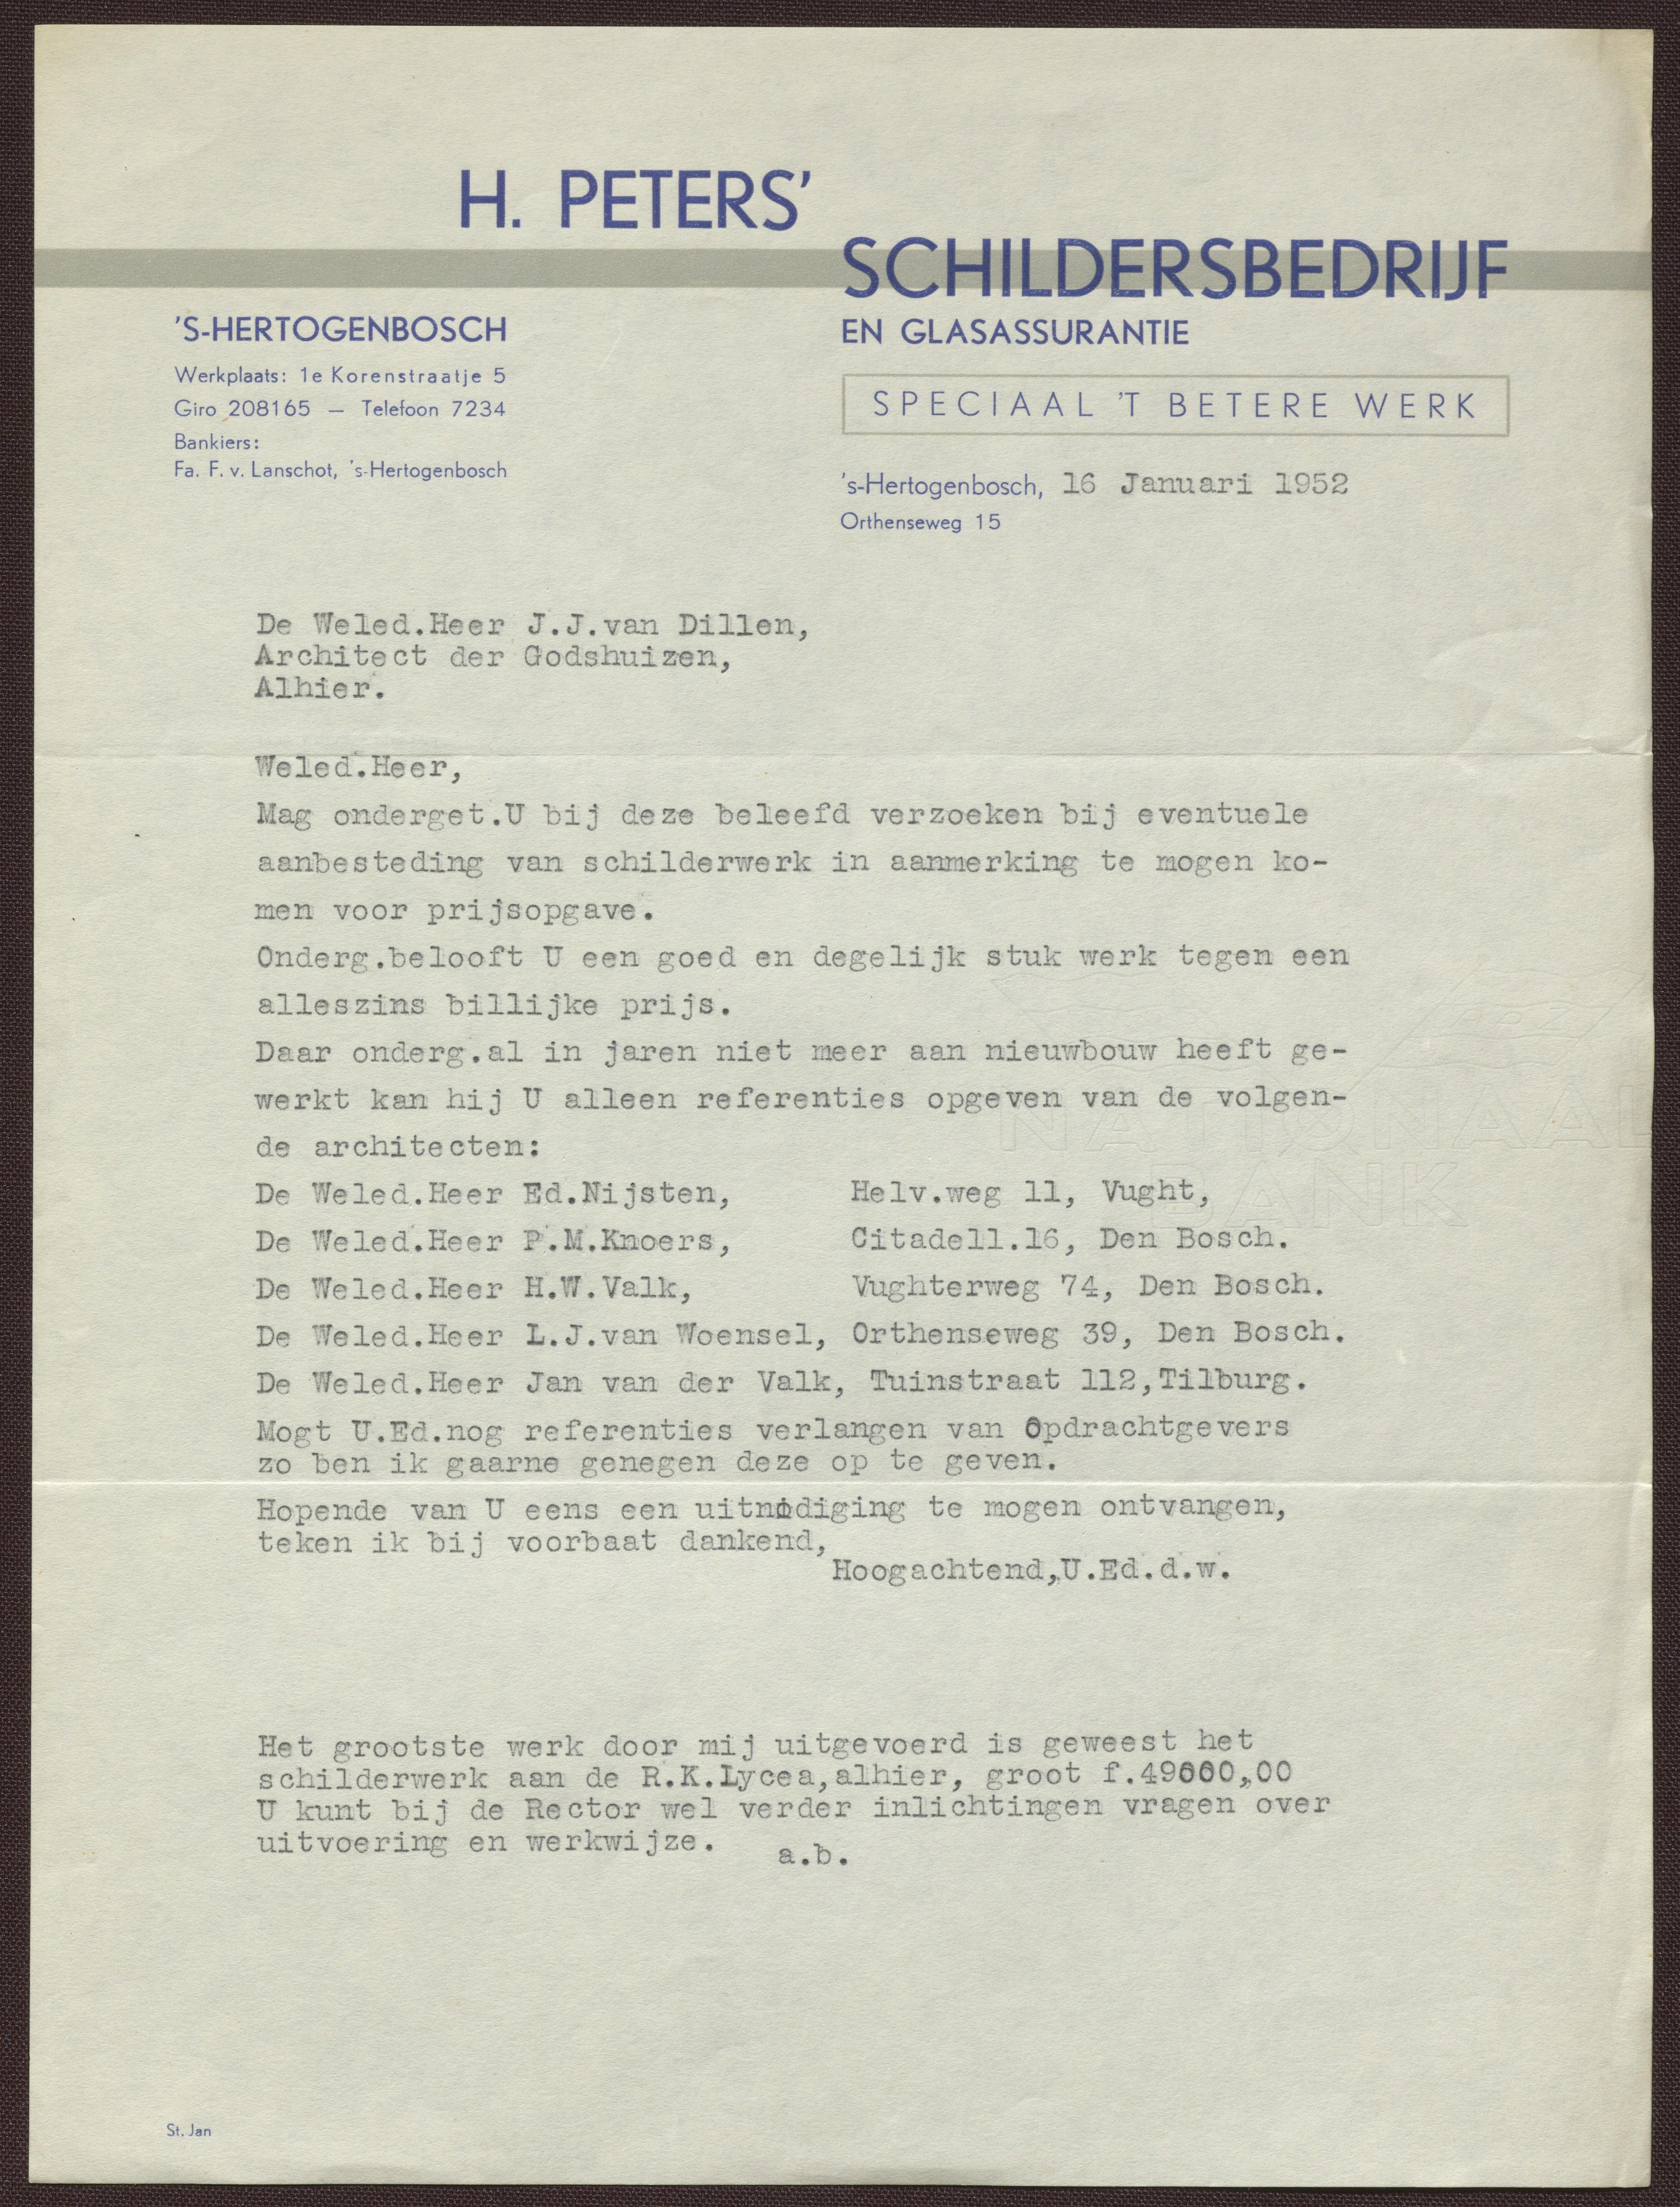 H. PETERS'
SCHILDERSBEDRIJF
EN GLASASSURANTIE
SPECIAAL 'T BETERE WERK
'S-HERTOGENBOSCH
Werkplaats: 1e Korenstraatje 5
Giro 208165 — Telefoon 7234
Bankiers:
Fa. F. v. Lanschot, 's-Hertogenbosch
's-Hertogenbosch, 16 Januari 1952
Orthenseweg 15
De Weled.Heer J.J.van Dillen,
Architect der Godshuizen,
Alhier.
Weled.Heer,
Mag onderget.U bij deze beleefd verzoeken bij eventuele
aanbesteding van schilderwerk in aanmerking te mogen ko-
men voor prijsopgave.
Onderg.belooft U een goed en degelijk stuk werk tegen een
alleszins billijke prijs.
Daar onderg.al in jaren niet meer aan nieuwbouw heeft ge-
werkt kan hij U alleen referenties opgeven van de volgen-
de architecten:
De Weled.Heer Ed.Nijsten, Helv.weg 11, Vught,
De Weled.Heer P.M.Knoers, Citadell.16, Den Bosch.
De Weled.Heer H.W.Valk, Vughterweg 74, Den Bosch.
De Weled.Heer L.J.van Woensel, Orthenseweg 39, Den Bosch.
De Weled.Heer Jan van der Valk, Tuinstraat 112,Tilburg.
Mogt U.Ed.nog referenties verlangen van Opdrachtgevers
zo ben ik gaarne genegen deze op te geven.
Hopende van U eens een uitnodiging te mogen ontvangen,
teken ik bij voorbaat dankend,
Hoogachtend,U.Ed.d.w.
NATIONAAL
BANK
Het grootste werk door mij uitgevoerd is geweest het
schilderwerk aan de R.K.Lycea,alhier, groot f.49000,00
U kunt bij de Rector wel verder inlichtingen vragen over
uitvoering en werkwijze. a.b.
St. Jan